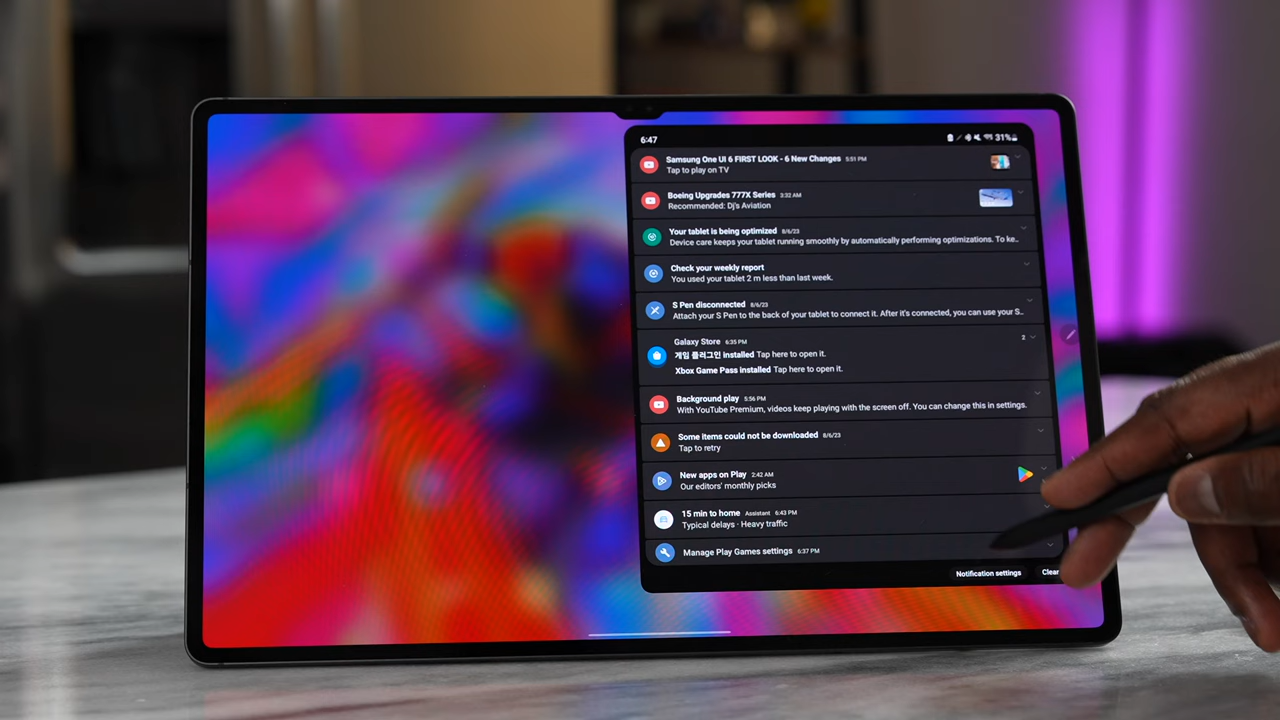 6:47 31%
Samsung One UI 6 FIRST LOOK - 6 New Changes 5:51 PM
Tap to play on TV
Boeing Upgrades 777X Series 3:32 AM
Recommended: Dj's Aviation
Your tablet is being optimized 8/6/23
Device care keeps your tablet running smoothly by automatically performing optimizations. To ke..
Check your weekly report
You used your tablet 2 m less than last week.
S Pen disconnected 8/6/23
Attach your S Pen to the back of your tablet to connect it. After it's connected, you can use your S..
Galaxy Store 6:35 PM 2
게임 플러그인 installed Tap here to open it.
Xbox Game Pass installed Tap here to open it.
Background play 5:56 PM
With YouTube Premium, videos keep playing with the screen off. You can change this in settings.
Some items could not be downloaded 8/6/23
Tap to retry
New apps on Play 2:42 AM
Our editors' monthly picks
15 min to home Assistant 6:43 PM
Typical delays · Heavy traffic
Manage Play Games settings 6:37 PM
Notification settings Clear